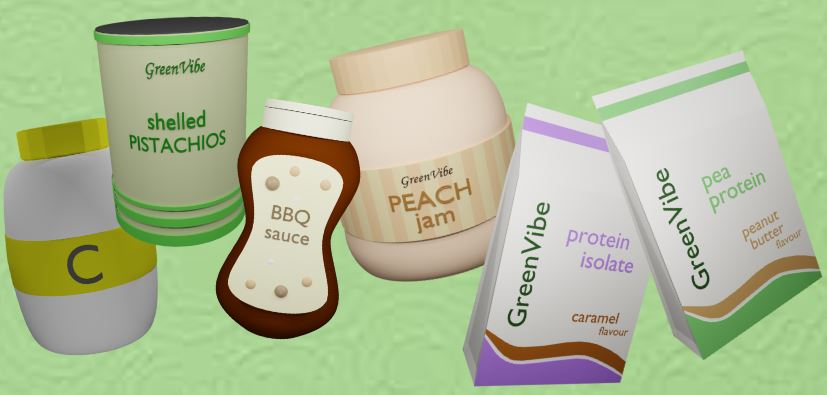 C
GreenVibe
shelled
PISTACHIOS
BBQ
sauce
GreenVibe
PEACH
jam
GreenVibe
protein
isolate
caramel
flavour
GreenVibe
pea
protein
peanut
butter
flavour